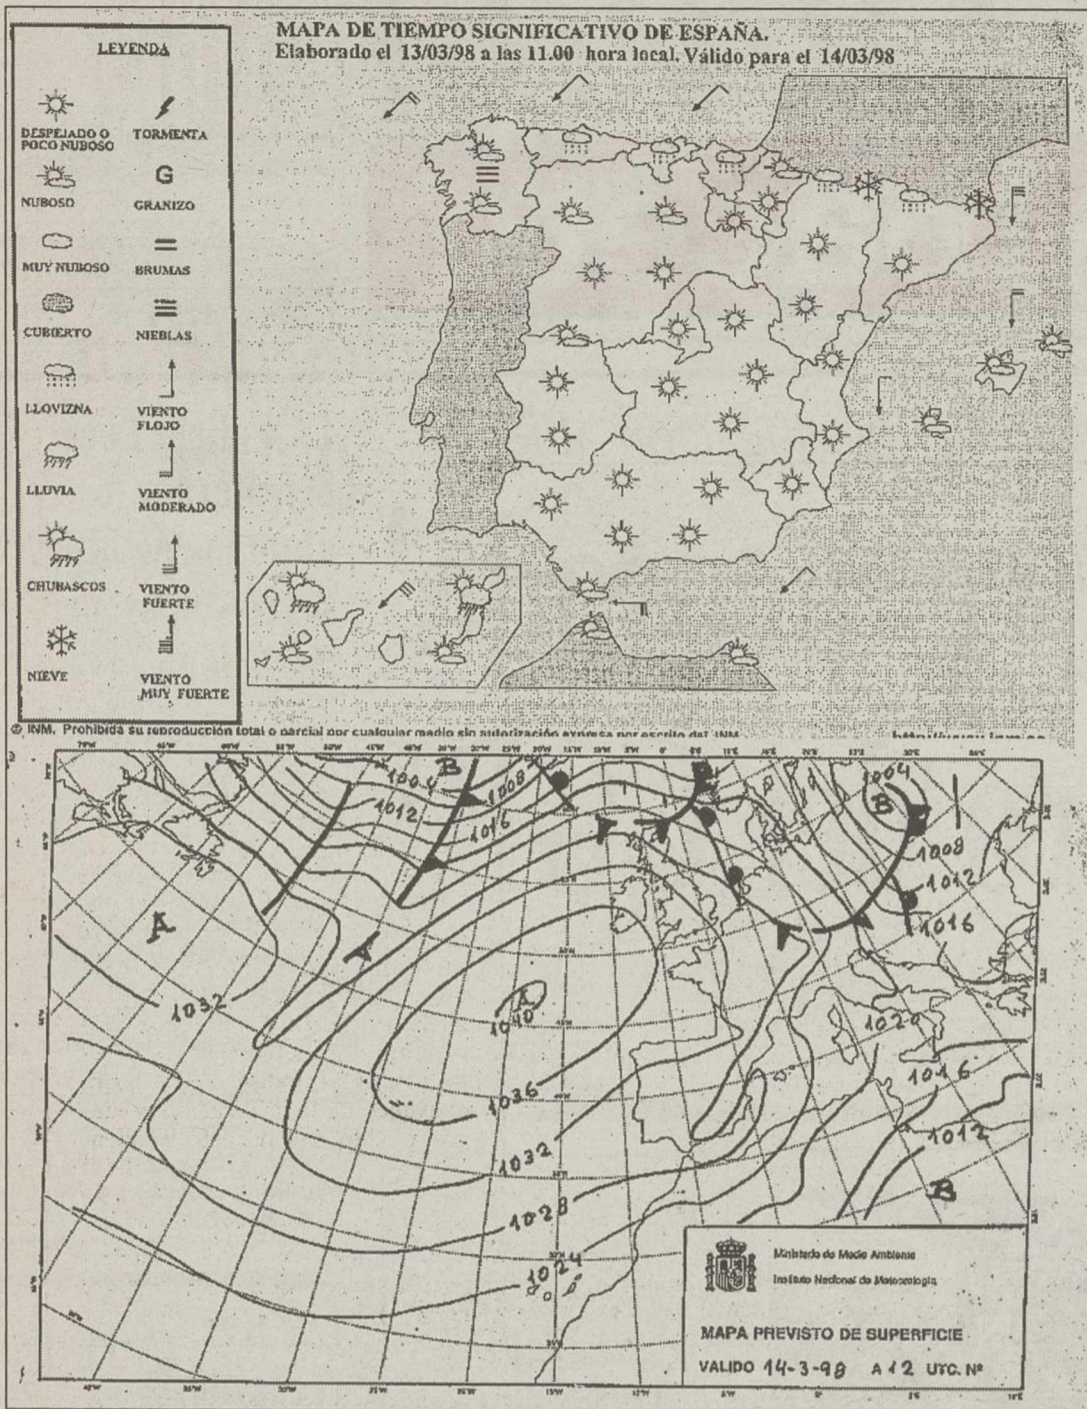 MAPA DE TIEMPO SIGNIFICATIVO DE ESPAÑA.
Elaborado el 13/03/98 a las 11.00 hora local. Válido para el 14/03/98
LEYENDA
DESPEJADO O
POCO NUBOSO
TORMENTA
NUBOSO
G
GRANIZO
MUY NUBOSO
BRUMAS
CUBIERTO
NIEBLAS
LLOVIZNA
VIENTO
FLOJO
LLUVIA
VIENTO
MODERADO
CHUBASCOS
VIENTO
FUERTE
NIEVE
VIENTO
MUY FUERTE
© INM. Prohibida su reproducción total o parcial por cualquier medio sin autorización expresa por escrito del INM
1004
B
1008
1012
1016
1004
B
1008
1012
1016
A
A
1032
A
1040
1020
1036
1016
1032
1012
B
1028
1024
Ministerio de Medio Ambiente
Instituto Nacional de Meteorología
MAPA PREVISTO DE SUPERFICIE
VALIDO 14-3-98 A 12 UTC. Nº